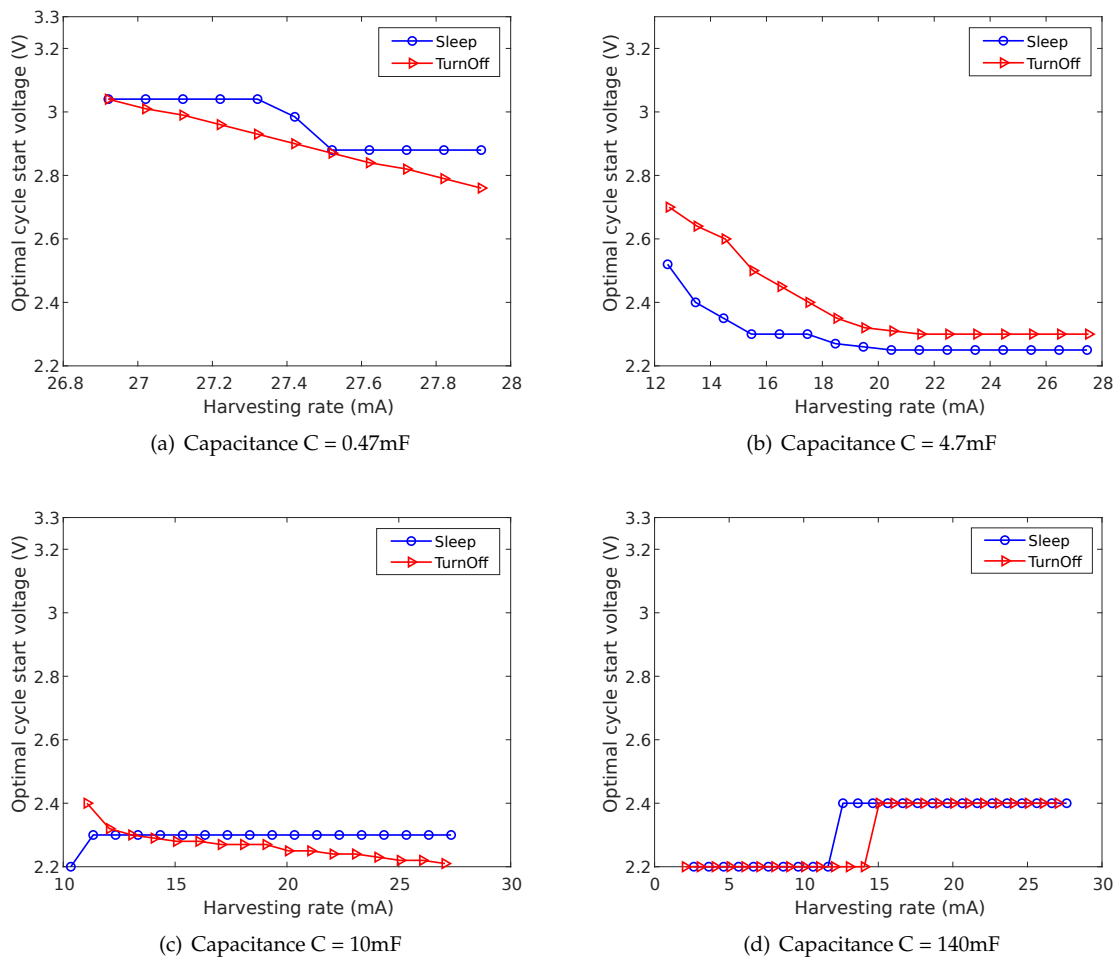 3.3
3.2
3
2.8
2.6
2.4
2.2
26.8 27 27.2 27.4 27.6 27.8 28
Optimal cycle start voltage (V)
Harvesting rate (mA)
Sleep
TurnOff
(a) Capacitance C = 0.47mF
3.3
3.2
3
2.8
2.6
2.4
2.2
12 14 16 18 20 22 24 26 28
Optimal cycle start voltage (V)
Harvesting rate (mA)
Sleep
TurnOff
(b) Capacitance C = 4.7mF
3.3
3.2
3
2.8
2.6
2.4
2.2
10 15 20 25 30
Optimal cycle start voltage (V)
Harvesting rate (mA)
Sleep
TurnOff
(c) Capacitance C = 10mF
3.3
3.2
3
2.8
2.6
2.4
2.2
0 5 10 15 20 25 30
Optimal cycle start voltage (V)
Harvesting rate (mA)
Sleep
TurnOff
(d) Capacitance C = 140mF